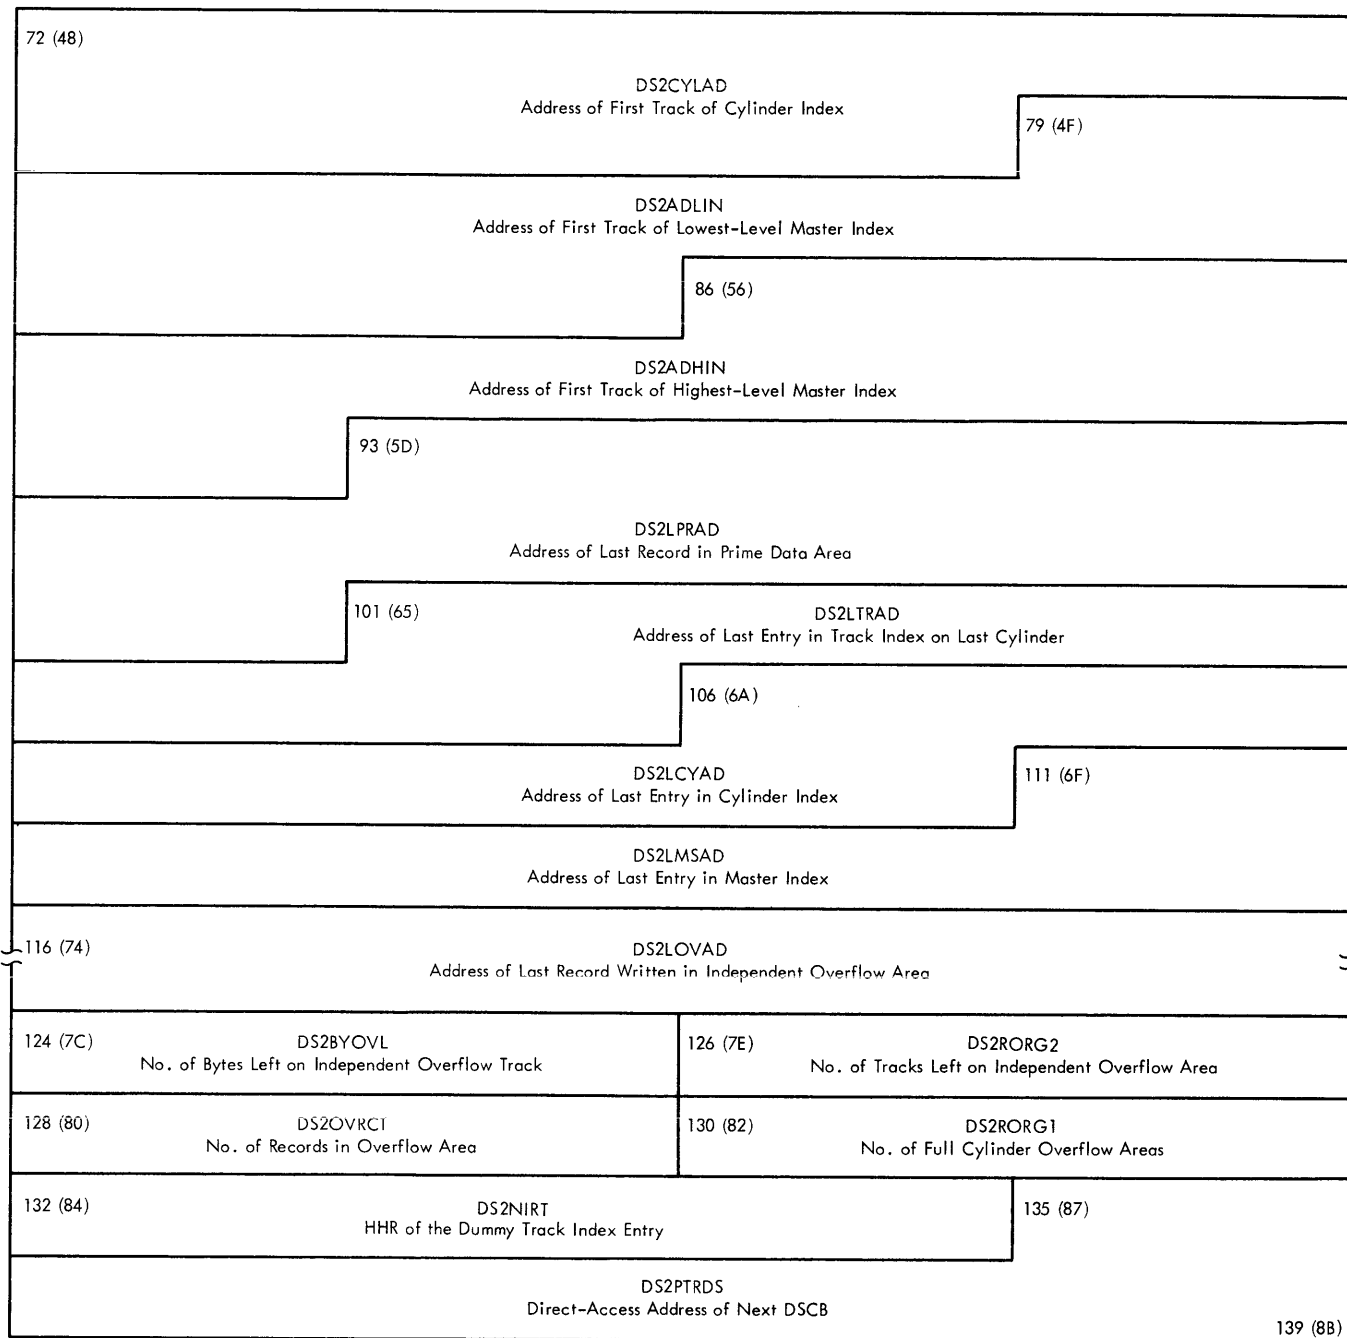 72 (48)
DS2CYLAD
Address of First Track of Cylinder Index
79 (4F)
DS2ADLIN
Address of First Track of Lowest-Level Master Index
86 (56)
DS2ADHIN
Address of First Track of Highest-Level Master Index
93 (5D)
DS2LPRAD
Address of Last Record in Prime Data Area
101 (65)
DS2LTRAD
Address of Last Entry in Track Index on Last Cylinder
106 (6A)
DS2LCYAD
Address of Last Entry in Cylinder Index
111 (6F)
DS2LMSAD
Address of Last Entry in Master Index
116 (74)
DS2LOVAD
Address of Last Record Written in Independent Overflow Area
124 (7C)
DS2BYOVL
No. of Bytes Left on Independent Overflow Track
126 (7E)
DS2RORG2
No. of Tracks Left on Independent Overflow Area
128 (80)
DS2OVRCT
No. of Records in Overflow Area
130 (82)
DS2RORG1
No. of Full Cylinder Overflow Areas
132 (84)
DS2NIRT
HHR of the Dummy Track Index Entry
135 (87)
DS2PTRDS
Direct-Access Address of Next DSCB
139 (8B)